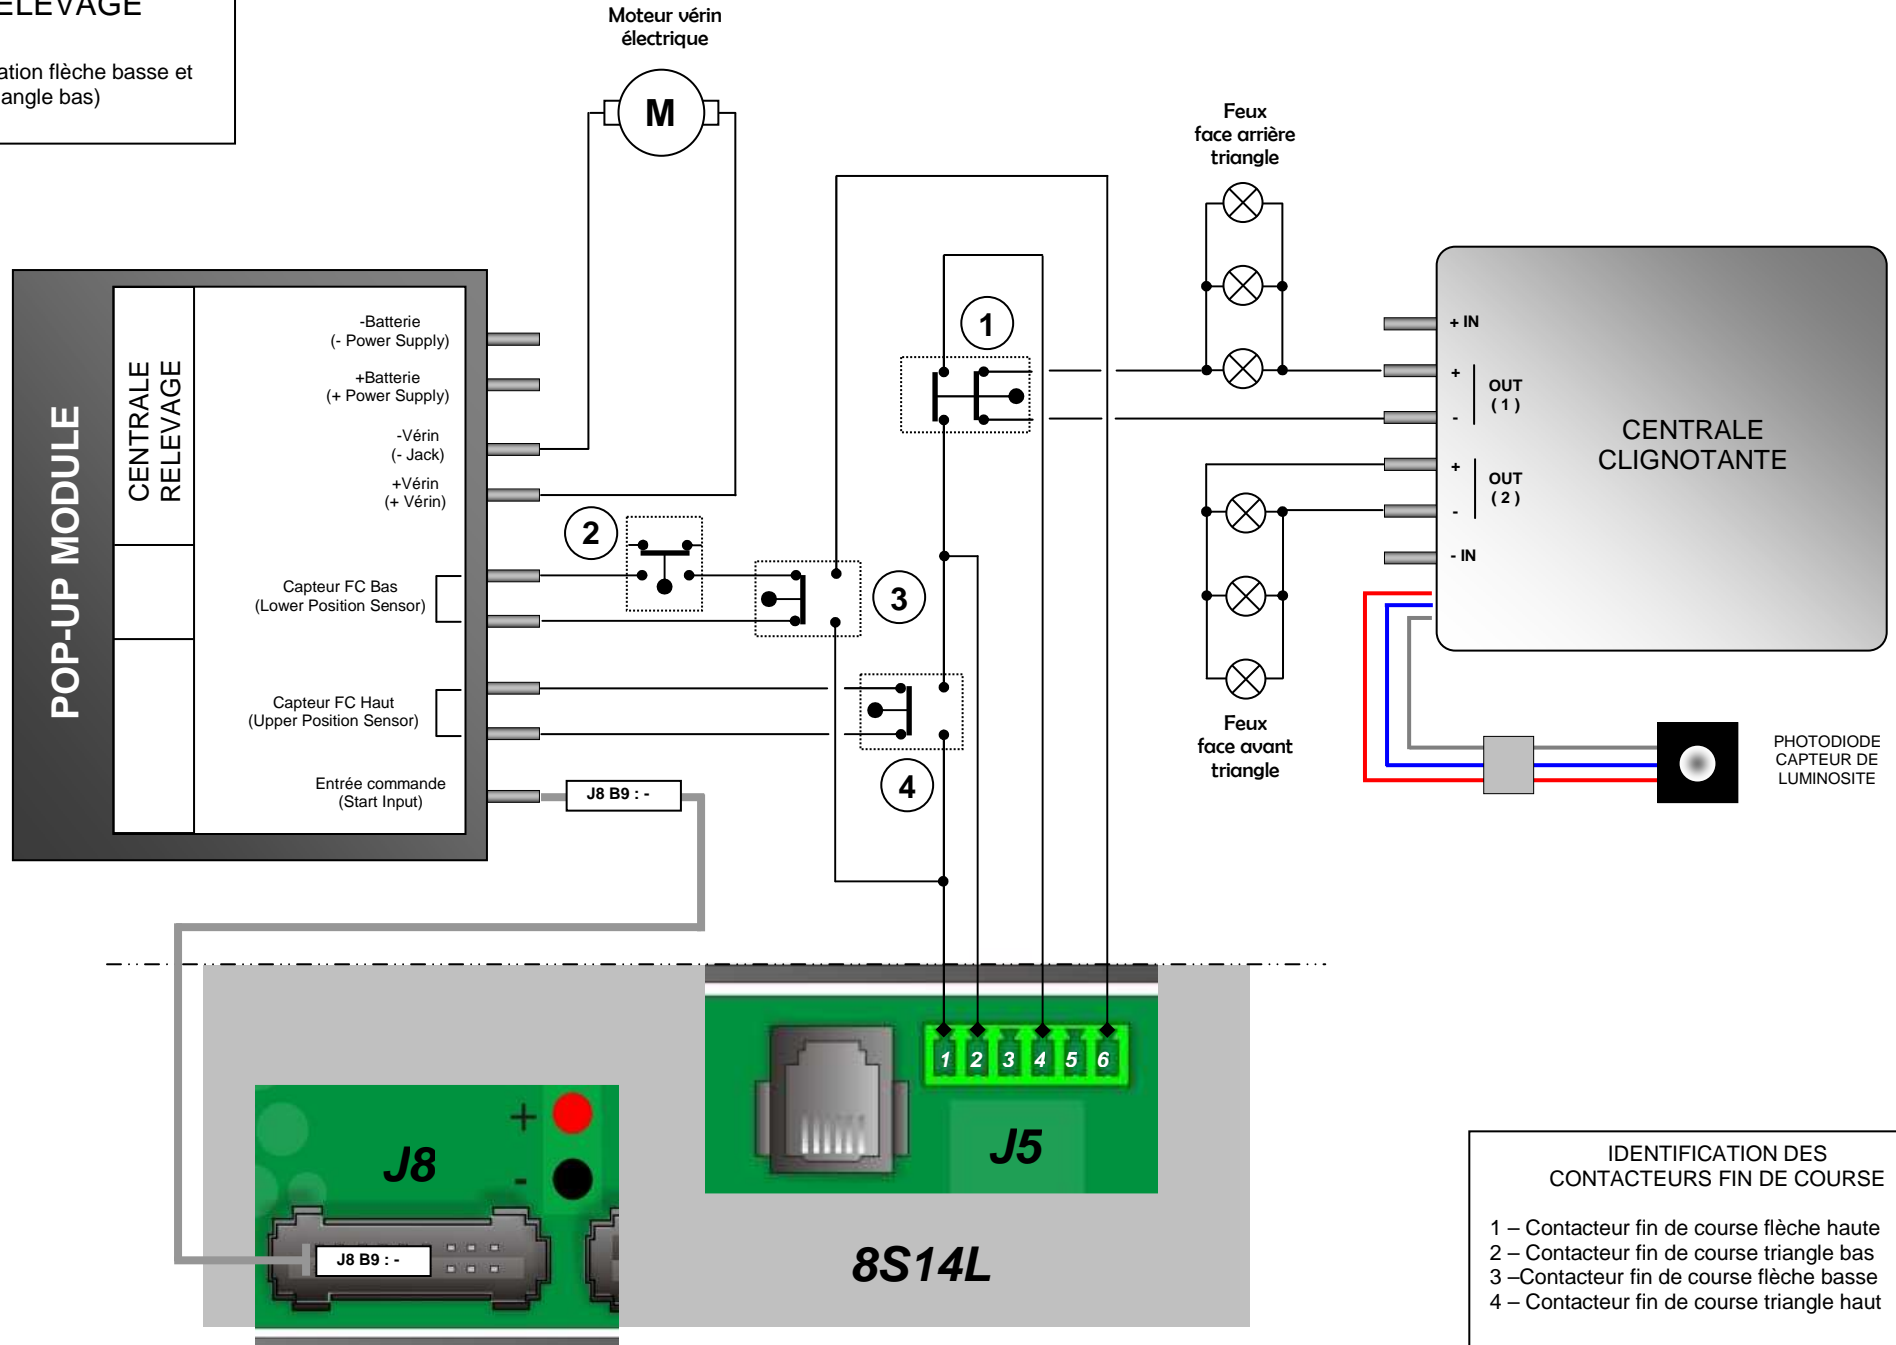 Moteur vérin
électrique
M
Feux
face arrière
triangle
POP-UP MODULE
CENTRALE
RELEVAGE
-Batterie
(- Power Supply)
+Batterie
(+ Power Supply)
-Vérin
(- Jack)
+Vérin
(+ Vérin)
Capteur FC Bas
(Lower Position Sensor)
Capteur FC Haut
(Upper Position Sensor)
Entrée commande
(Start Input)
J8 B9 : -
1
2
3
4
+ IN
+
OUT
( 1 )
-
+
OUT
( 2 )
-
- IN
CENTRALE
CLIGNOTANTE
Feux
face avant
triangle
PHOTODIODE
CAPTEUR DE
LUMINOSITE
1 2 3 4 5 6
J5
J8
+
-
J8 B9 : -
8S14L
flèche basse et
bas)
IDENTIFICATION DES
CONTACTEURS FIN DE COURSE
1 – Contacteur fin de course flèche haute
2 – Contacteur fin de course triangle bas
3 –Contacteur fin de course flèche basse
4 – Contacteur fin de course triangle haut